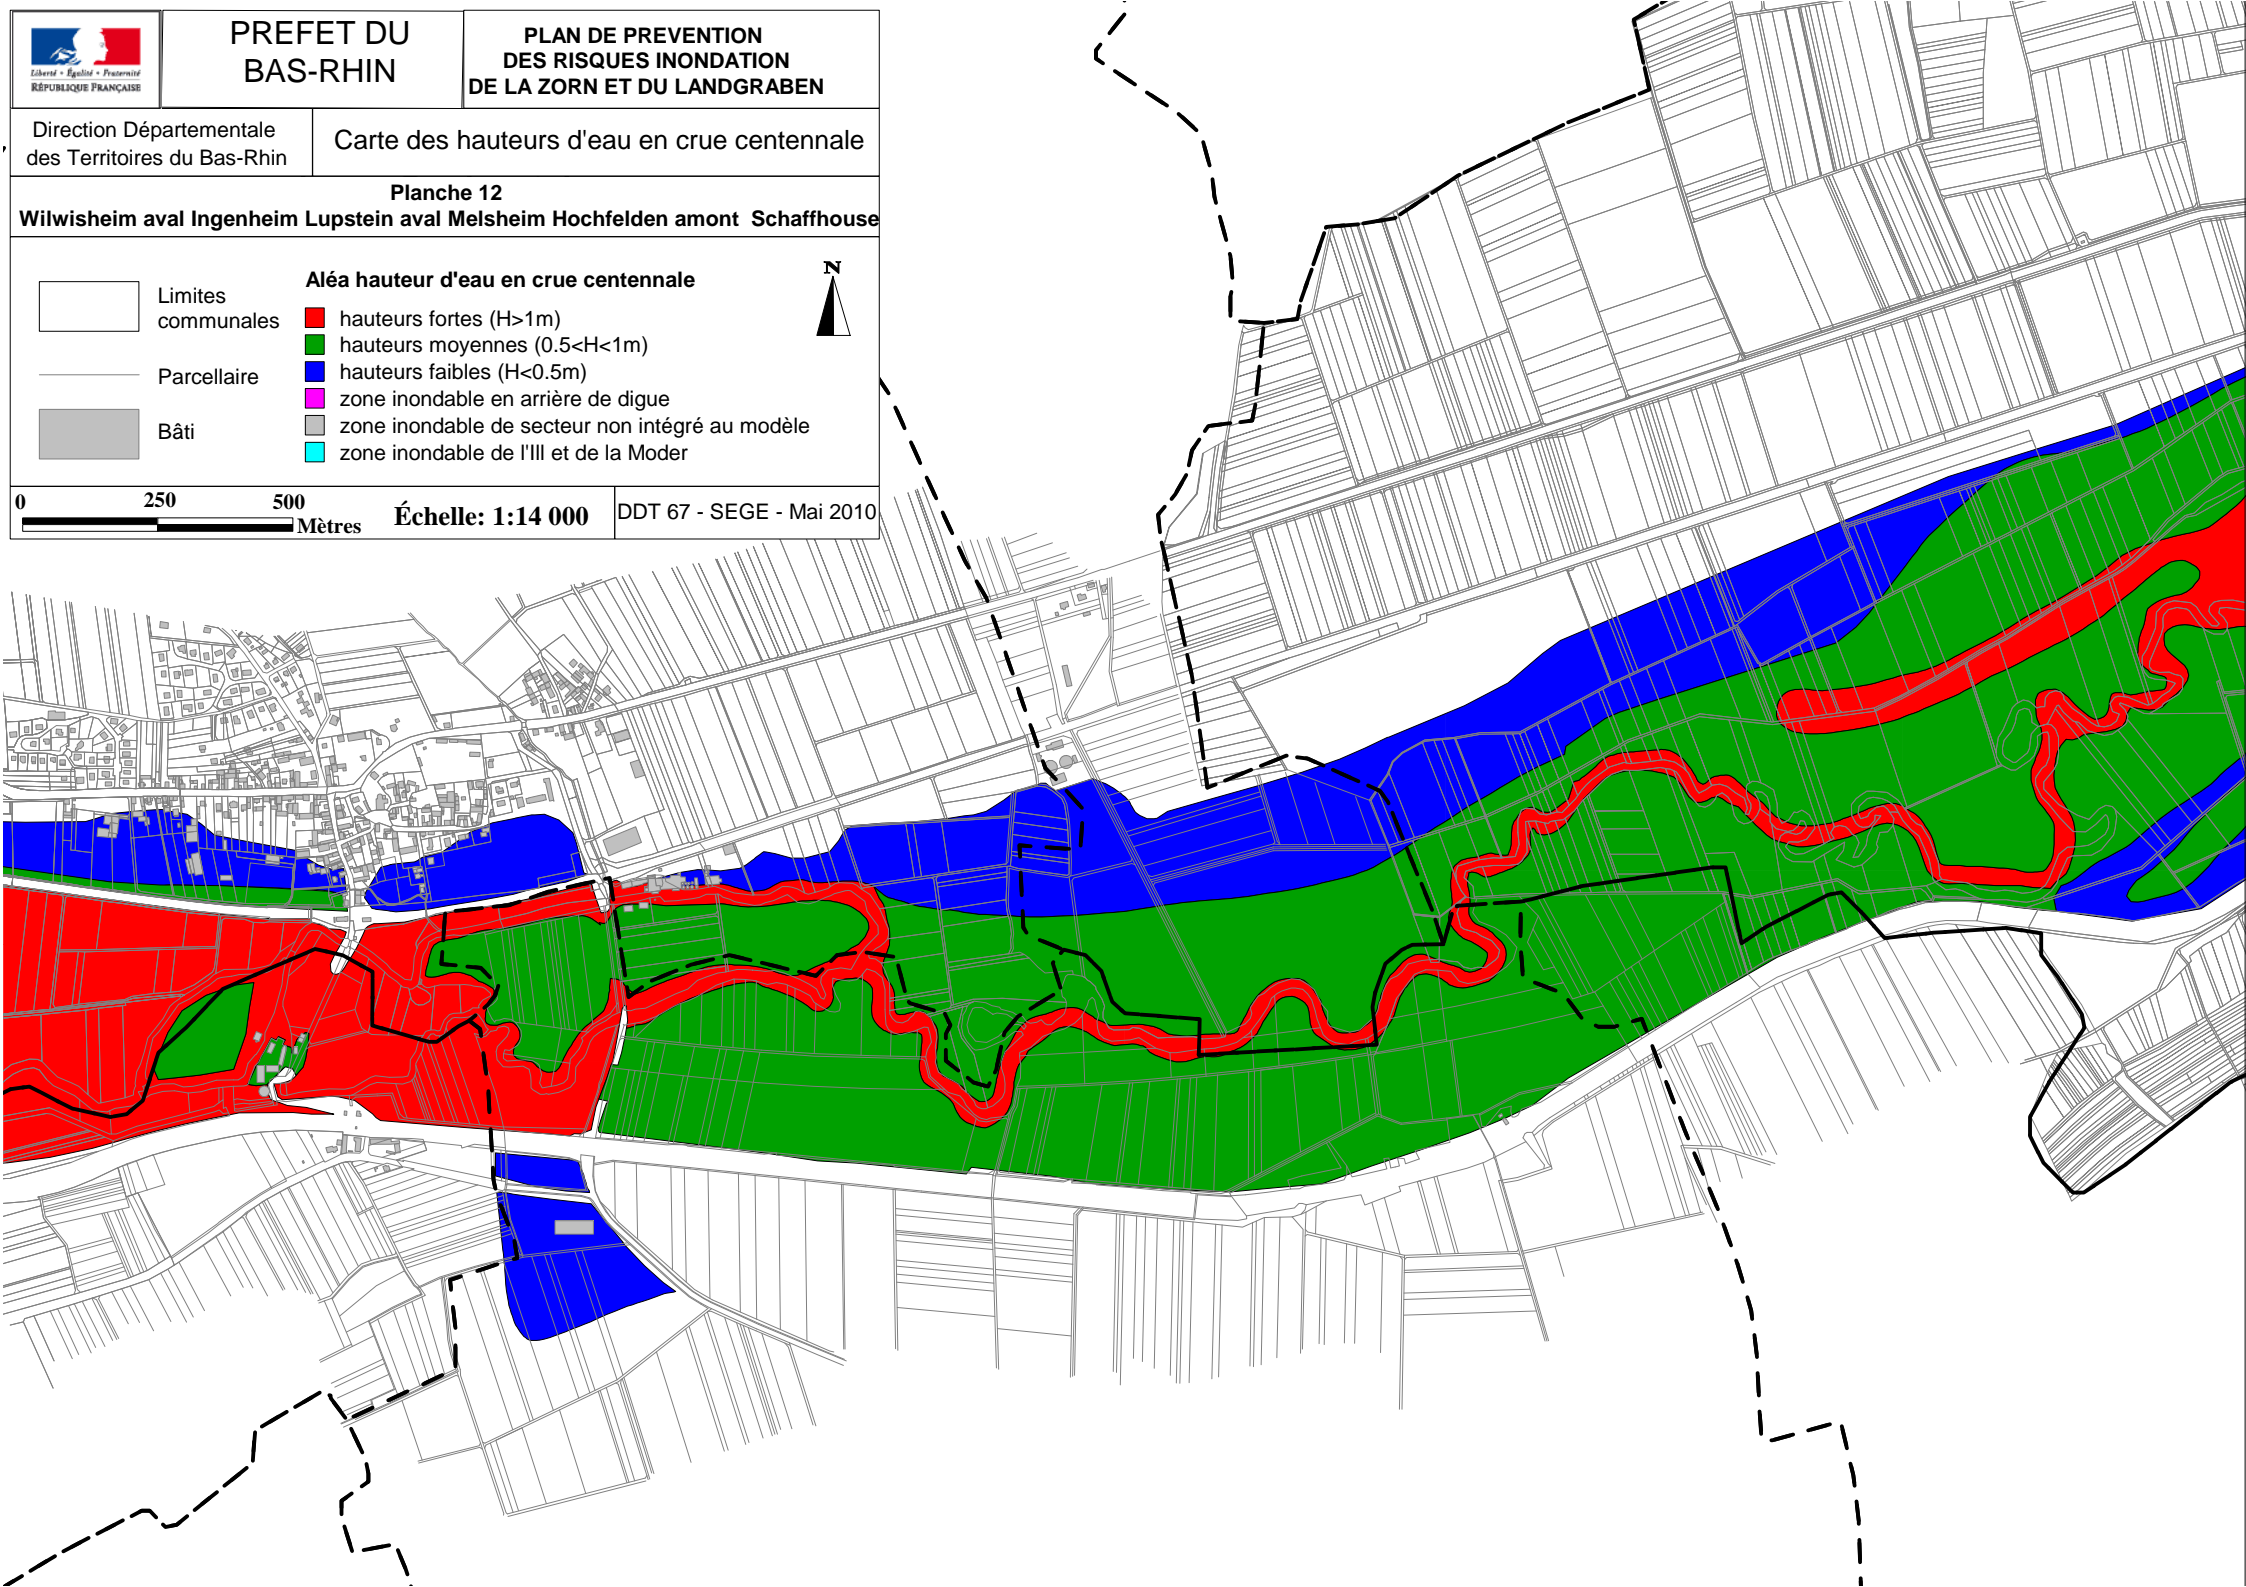 Liberté • Égalité • Fraternité
RÉPUBLIQUE FRANÇAISE
PREFET DU
BAS-RHIN
PLAN DE PREVENTION
DES RISQUES INONDATION
DE LA ZORN ET DU LANDGRABEN
Direction Départementale
des Territoires du Bas-Rhin
Carte des hauteurs d'eau en crue centennale
Planche 12
Wilwisheim aval Ingenheim Lupstein aval Melsheim Hochfelden amont Schaffhouse
Limites
communales
Parcellaire
Bâti
Aléa hauteur d'eau en crue centennale
hauteurs fortes (H>1m)
hauteurs moyennes (0.5<H<1m)
hauteurs faibles (H<0.5m)
zone inondable en arrière de digue
zone inondable de secteur non intégré au modèle
zone inondable de l'Ill et de la Moder
N
0 250 500
Mètres
Échelle: 1:14 000
DDT 67 - SEGE - Mai 2010